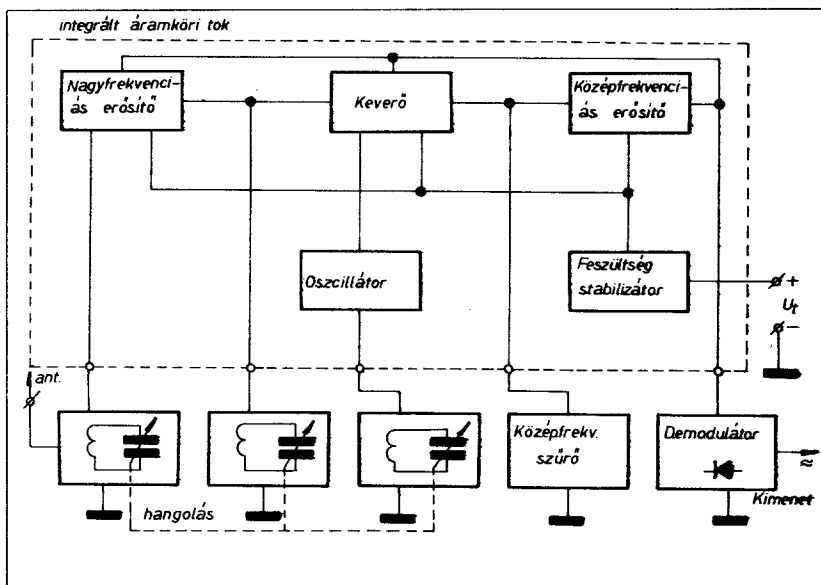 integrált áramköri tok
Nagyfrekvenci-
ás erősítő
Keverő
Középfrekvenci-
ás erősítő
Oszcillátor
Feszültség
stabilizátor
+
Ut
−
ant.
Középfrekv.
szűrő
Demodulátor
≈
Kimenet
hangolás